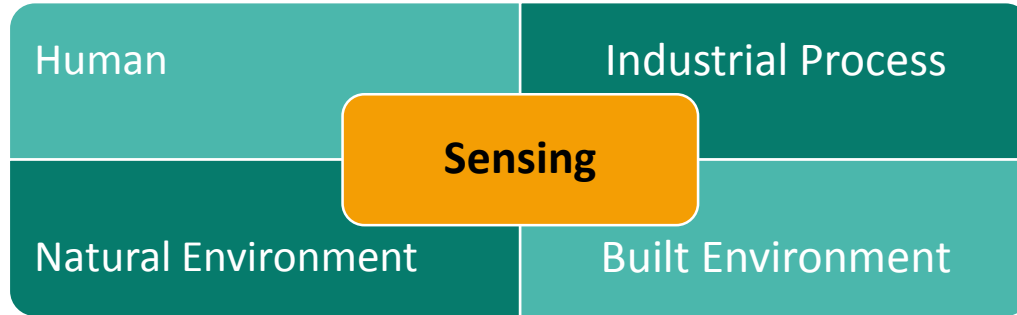 Human
Industrial Process
Sensing
Natural Environment
Built Environment